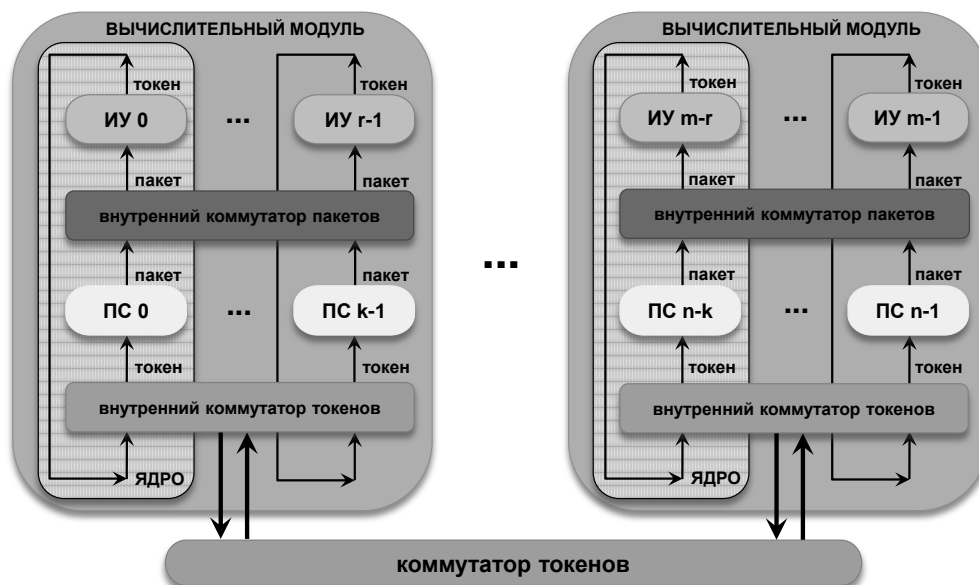 ВЫЧИСЛИТЕЛЬНЫЙ МОДУЛЬ
токен
токен
ИУ 0
...
ИУ r-1
пакет
пакет
внутренний коммутатор пакетов
пакет
пакет
ПС 0
...
ПС k-1
токен
токен
внутренний коммутатор токенов
ЯДРО
...
ВЫЧИСЛИТЕЛЬНЫЙ МОДУЛЬ
токен
токен
ИУ m-r
...
ИУ m-1
пакет
пакет
внутренний коммутатор пакетов
пакет
пакет
ПС n-k
...
ПС n-1
токен
токен
внутренний коммутатор токенов
ЯДРО
коммутатор токенов